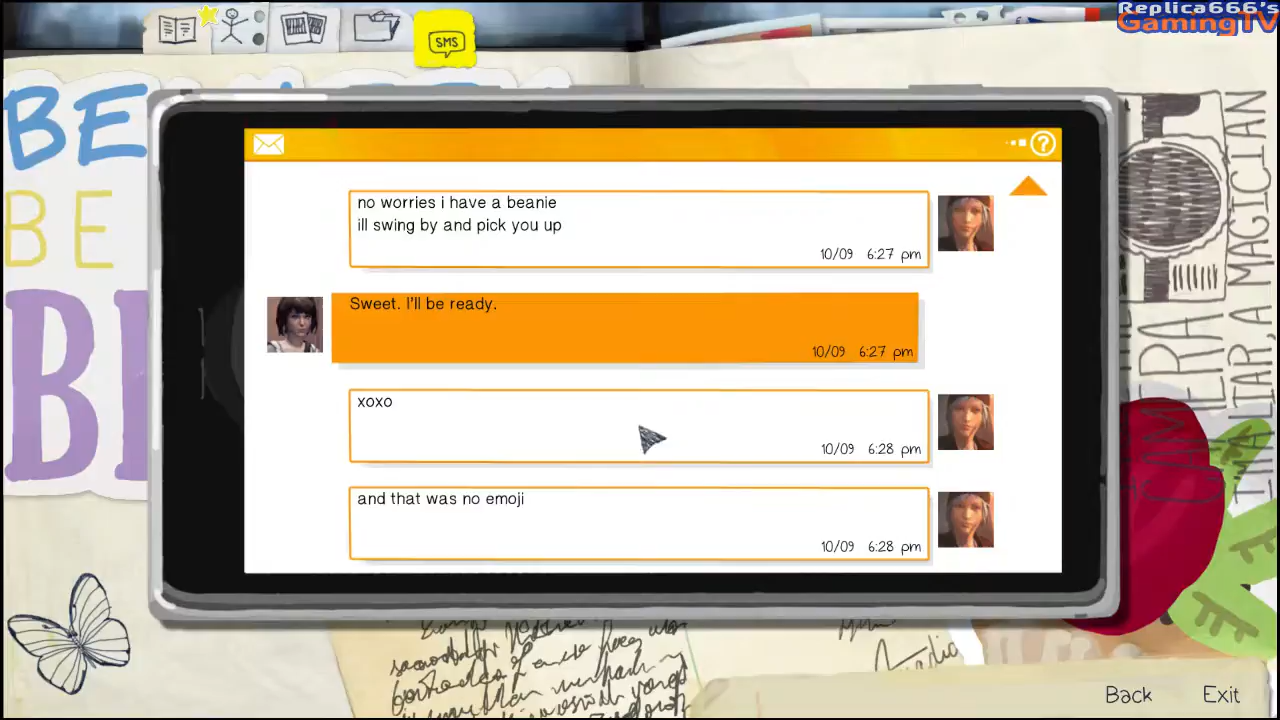 Replica666's
GamingTV
SMS
BE
BE
no worries i have a beanie
ill swing by and pick you up
10/09 6:27 pm
Sweet. I'll be ready.
10/09 6:27 pm
xoxo
10/09 6:28 pm
and that was no emoji
10/09 6:28 pm
CAMERA
LIAR, A MAGICIAN
Back Exit